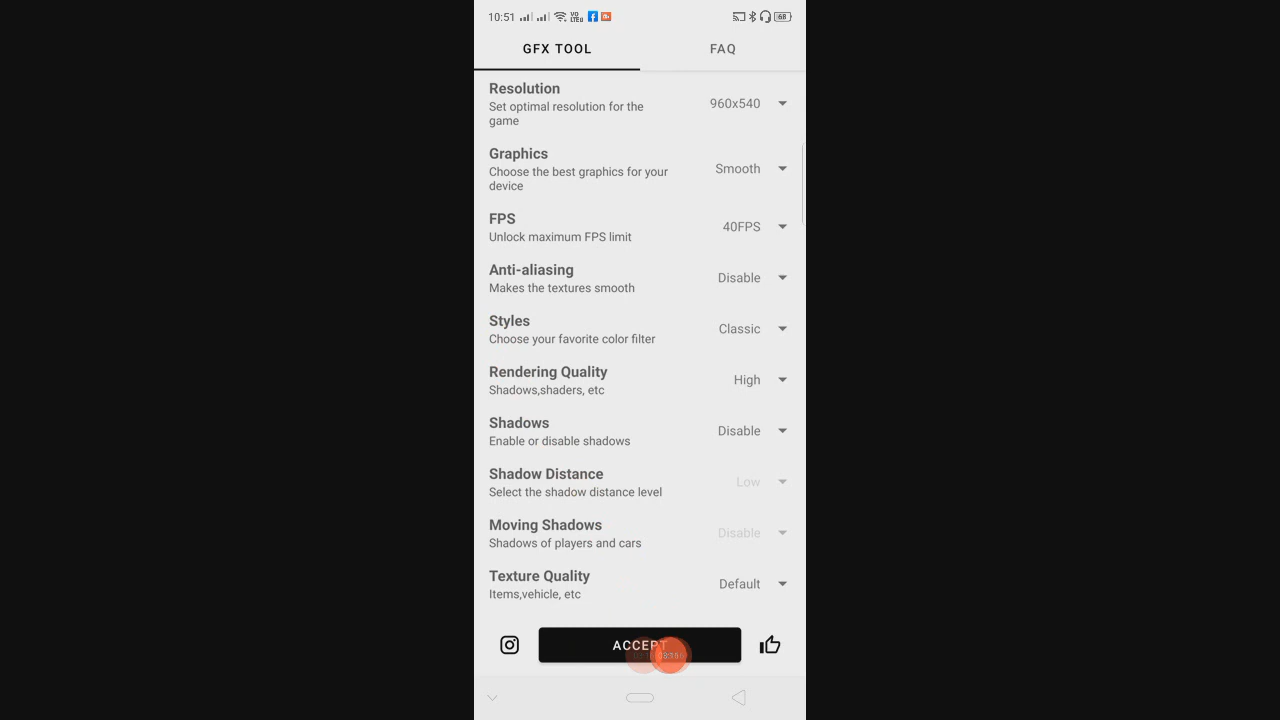 10:51
VO
LTE
68
GFX TOOL
FAQ
Resolution
Set optimal resolution for the
game
960x540
Graphics
Choose the best graphics for your
device
Smooth
FPS
Unlock maximum FPS limit
40FPS
Anti-aliasing
Makes the textures smooth
Disable
Styles
Choose your favorite color filter
Classic
Rendering Quality
Shadows,shaders, etc
High
Shadows
Enable or disable shadows
Disable
Shadow Distance
Select the shadow distance level
Low
Moving Shadows
Shadows of players and cars
Disable
Texture Quality
Items,vehicle, etc
Default
ACCEPT